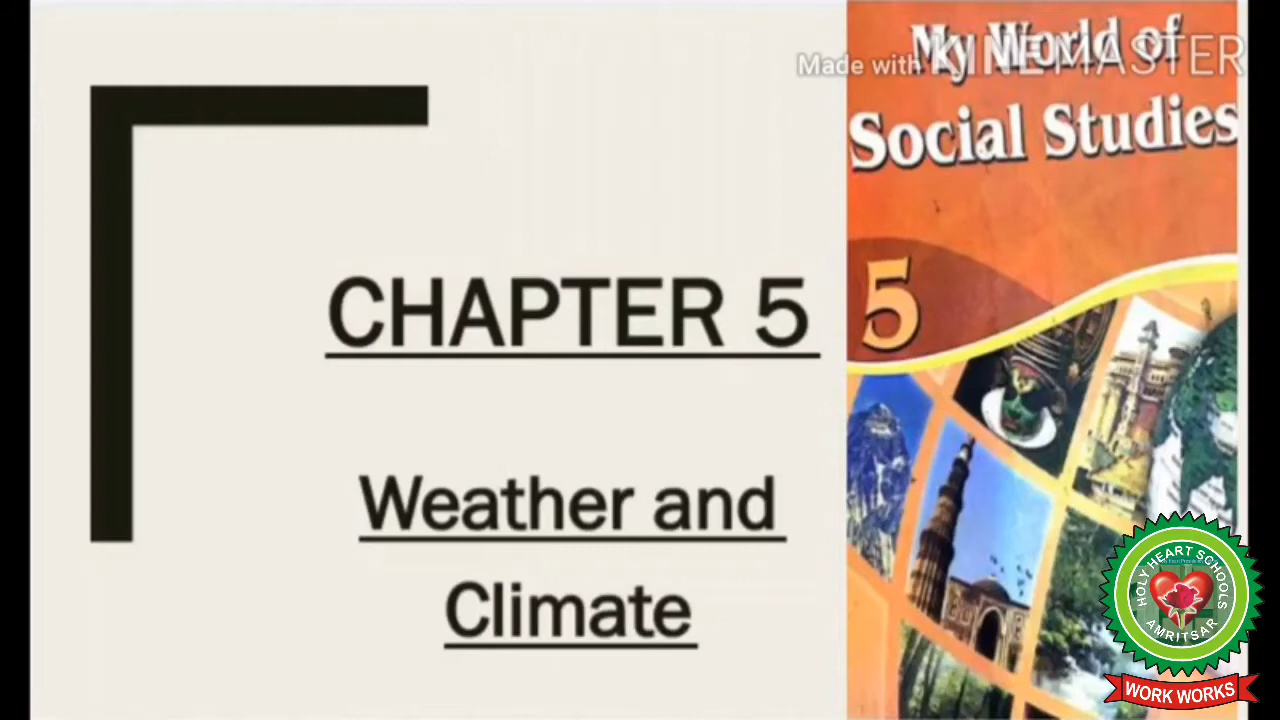 Made with KINEMASTER
My World of
Social Studies
5
CHAPTER 5
Weather and
Climate
HOLY HEART SCHOOLS
AMRITSAR
WORK WORKS